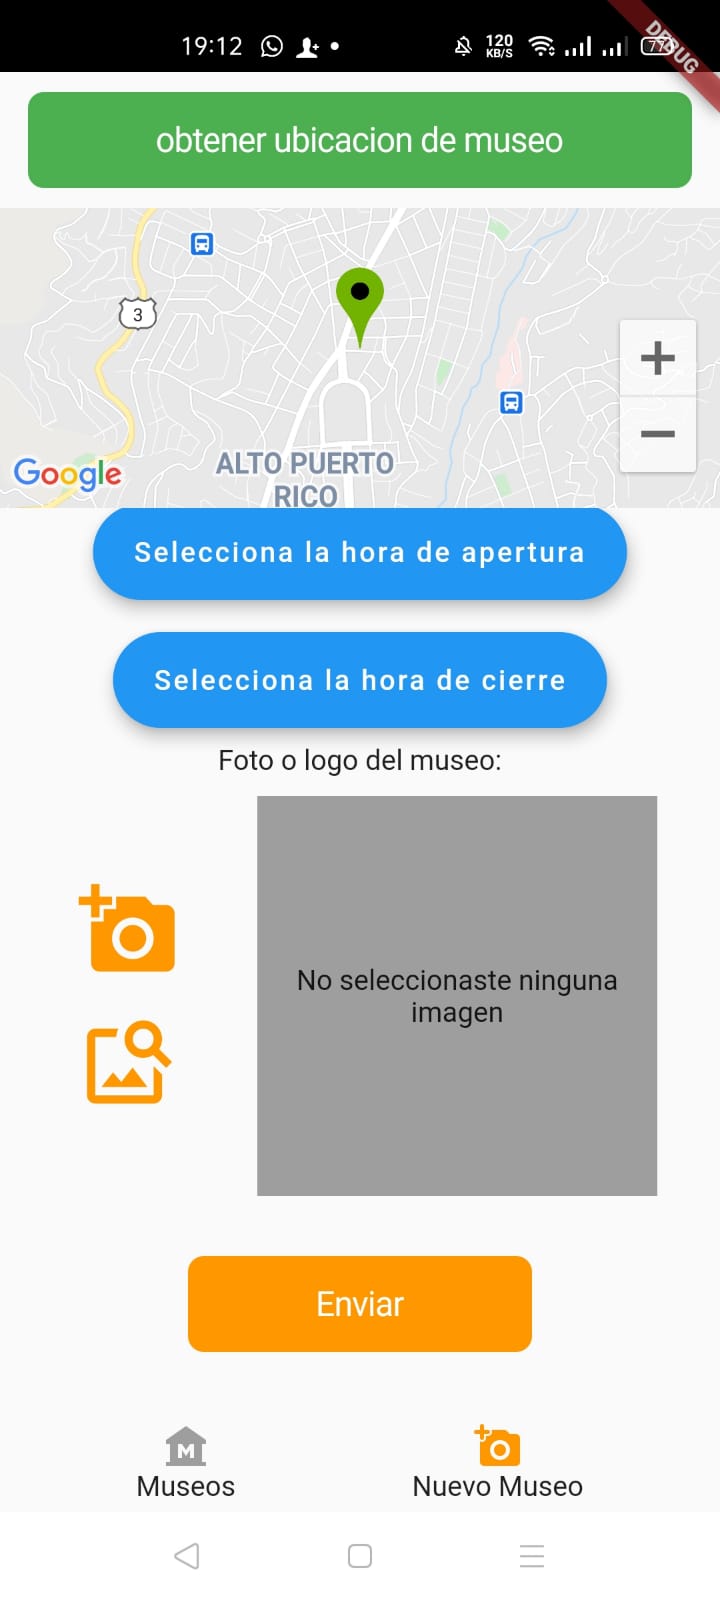 19:12
120
KB/S
77
DEBUG
obtener ubicacion de museo
3
Google
ALTO PUERTO
RICO
Selecciona la hora de apertura
Selecciona la hora de cierre
Foto o logo del museo:
No seleccionaste ninguna
imagen
Enviar
M
Museos
Nuevo Museo